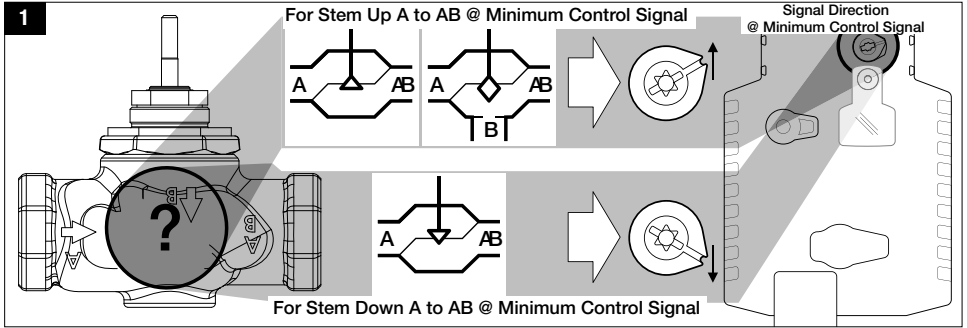 1
For Stem Up A to AB @ Minimum Control Signal
Signal Direction
@ Minimum Control Signal
A AB
A AB
B
?
B
B
A AB
For Stem Down A to AB @ Minimum Control Signal